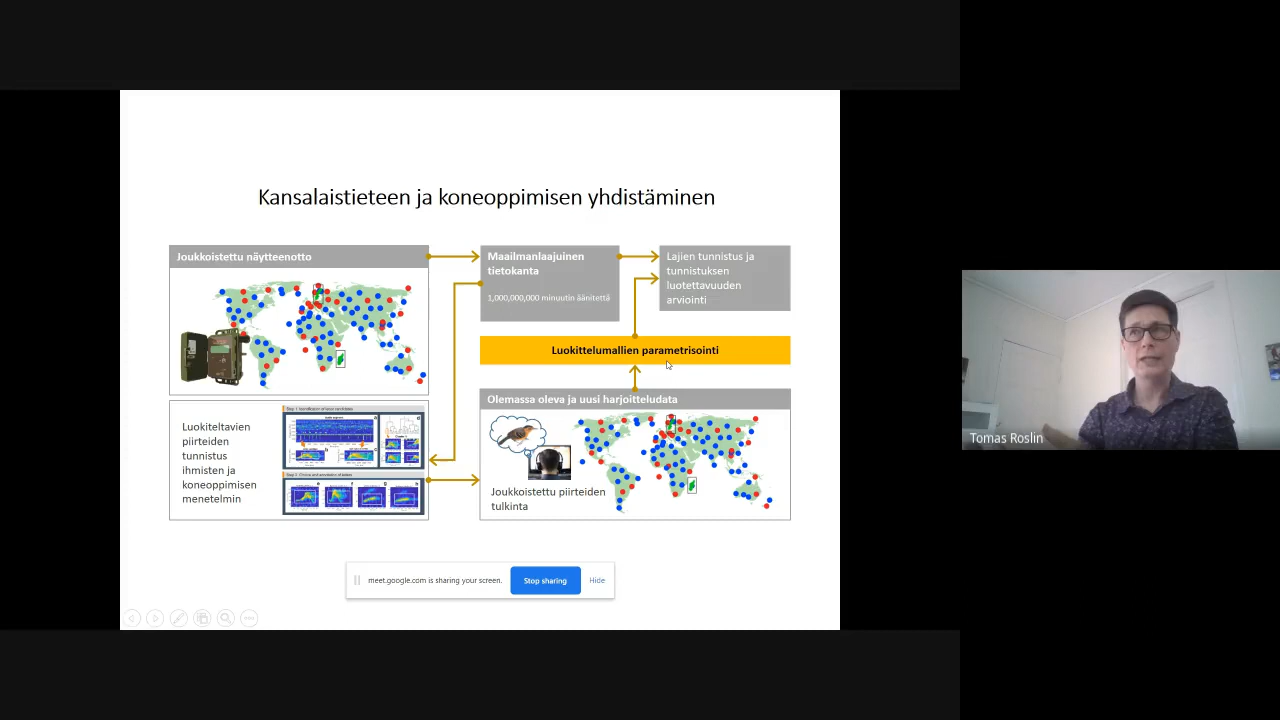 Kansalaistieteen ja koneoppimisen yhdistäminen
Joukkoistettu näytteenotto
Maailmanlaajuinen
tietokanta
1,000,000,000 minuutin äänitettä
Lajien tunnistus ja
tunnistuksen
luotettavuuden
arviointi
Luokittelumallien parametrisointi
Luokiteltavien
piirteiden
tunnistus
ihmisten ja
koneoppimisen
menetelmin
Olemassa oleva ja uusi harjoitteludata
Joukkoistettu piirteiden
tulkinta
meet.google.com is sharing your screen.
Stop sharing
Hide
Tomas Roslin